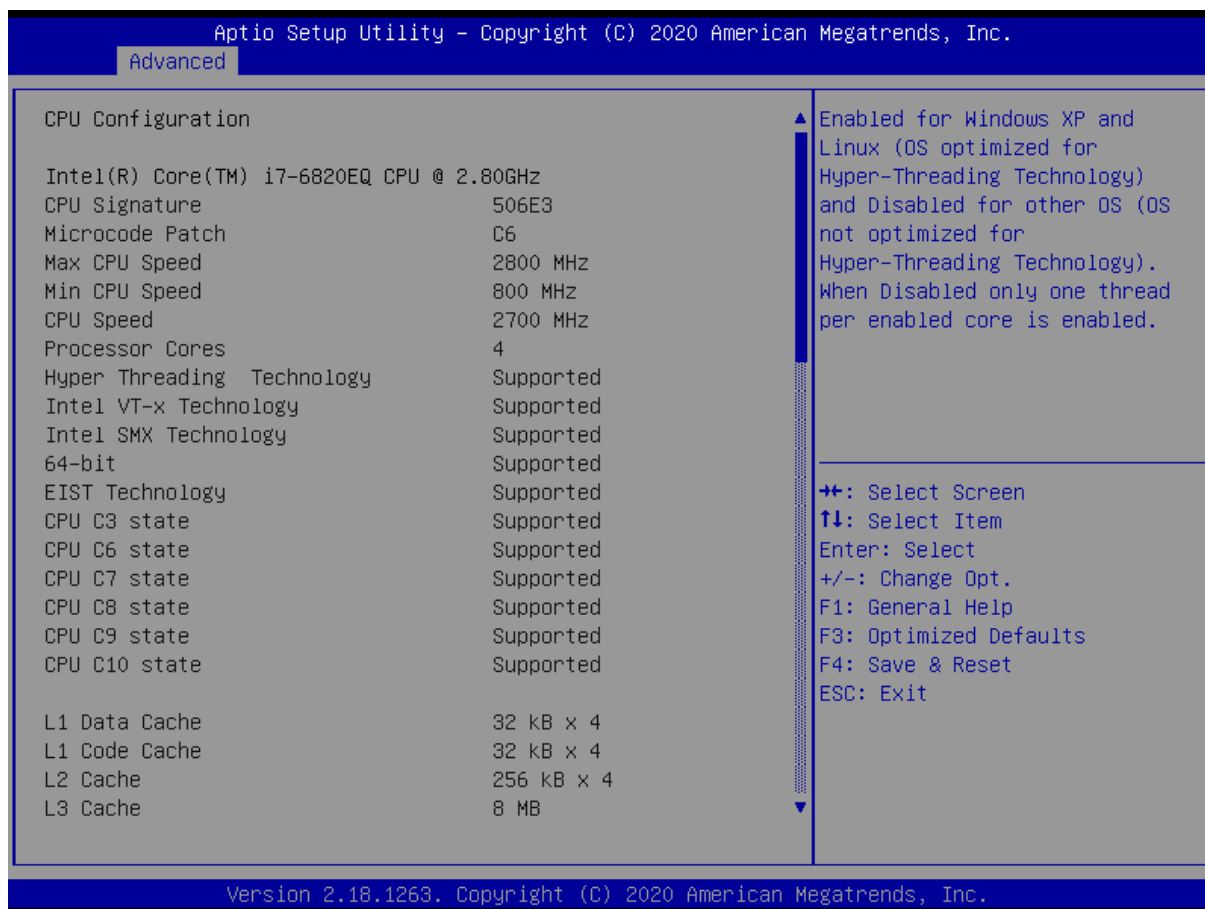 Aptio Setup Utility – Copyright (C) 2020 American Megatrends, Inc.
Advanced
CPU Configuration
Intel(R) Core(TM) i7-6820EQ CPU @ 2.80GHz
CPU Signature 506E3
Microcode Patch C6
Max CPU Speed 2800 MHz
Min CPU Speed 800 MHz
CPU Speed 2700 MHz
Processor Cores 4
Hyper Threading Technology Supported
Intel VT-x Technology Supported
Intel SMX Technology Supported
64-bit Supported
EIST Technology Supported
CPU C3 state Supported
CPU C6 state Supported
CPU C7 state Supported
CPU C8 state Supported
CPU C9 state Supported
CPU C10 state Supported
L1 Data Cache 32 kB x 4
L1 Code Cache 32 kB x 4
L2 Cache 256 kB x 4
L3 Cache 8 MB
Enabled for Windows XP and
Linux (OS optimized for
Hyper-Threading Technology)
and Disabled for other OS (OS
not optimized for
Hyper-Threading Technology).
When Disabled only one thread
per enabled core is enabled.
→←: Select Screen
↑↓: Select Item
Enter: Select
+/-: Change Opt.
F1: General Help
F3: Optimized Defaults
F4: Save & Reset
ESC: Exit
Version 2.18.1263. Copyright (C) 2020 American Megatrends, Inc.